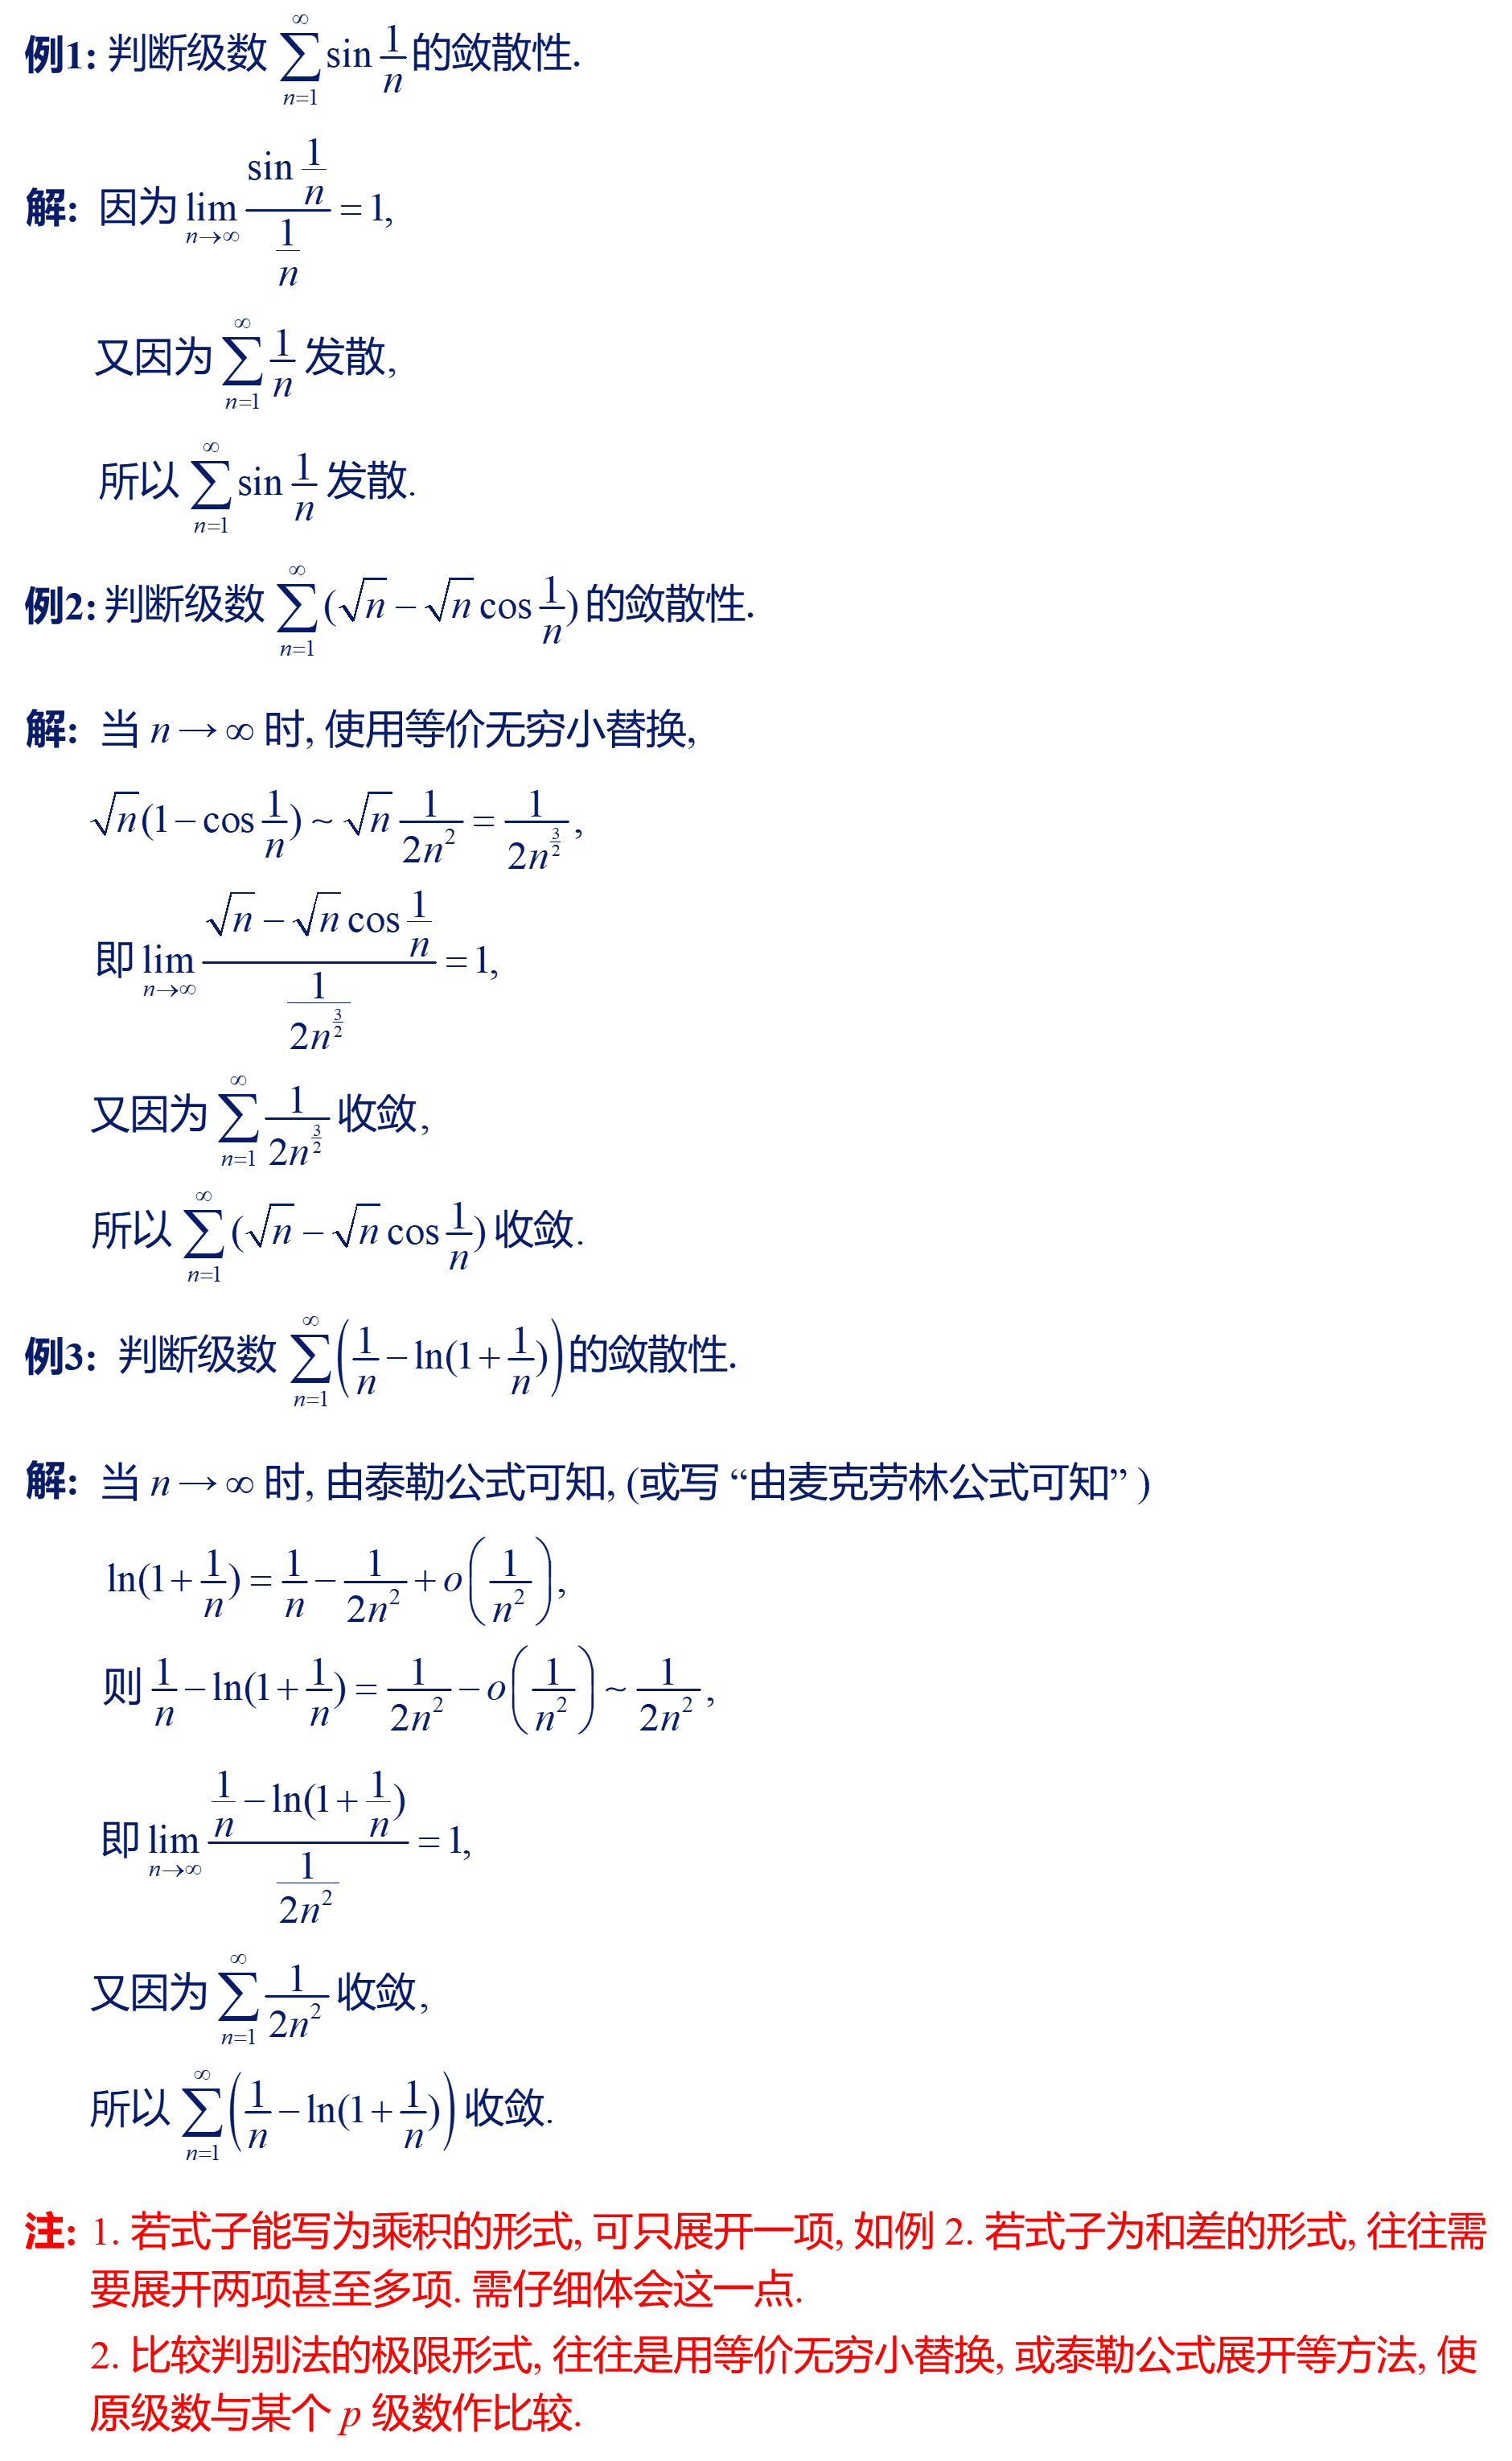 例1: 判断级数 $\sum_{n=1}^{\infty} \sin\frac{1}{n}$ 的敛散性.
解: 因为 $\lim_{n\to\infty} \frac{\sin\frac{1}{n}}{\frac{1}{n}} = 1,$
又因为 $\sum_{n=1}^{\infty} \frac{1}{n}$ 发散,
所以 $\sum_{n=1}^{\infty} \sin\frac{1}{n}$ 发散.
例2: 判断级数 $\sum_{n=1}^{\infty} (\sqrt{n} - \sqrt{n}\cos\frac{1}{n})$ 的敛散性.
解: 当 $n \to \infty$ 时, 使用等价无穷小替换,
$\sqrt{n}(1-\cos\frac{1}{n}) \sim \sqrt{n}\frac{1}{2n^2} = \frac{1}{2n^{\frac{3}{2}}},$
即 $\lim_{n\to\infty} \frac{\sqrt{n} - \sqrt{n}\cos\frac{1}{n}}{\frac{1}{2n^{\frac{3}{2}}}} = 1,$
又因为 $\sum_{n=1}^{\infty} \frac{1}{2n^{\frac{3}{2}}}$ 收敛,
所以 $\sum_{n=1}^{\infty} (\sqrt{n} - \sqrt{n}\cos\frac{1}{n})$ 收敛.
例3: 判断级数 $\sum_{n=1}^{\infty} \left(\frac{1}{n} - \ln(1+\frac{1}{n})\right)$ 的敛散性.
解: 当 $n \to \infty$ 时, 由泰勒公式可知, (或写 “由麦克劳林公式可知” )
$\ln(1+\frac{1}{n}) = \frac{1}{n} - \frac{1}{2n^2} + o\left(\frac{1}{n^2}\right),$
则 $\frac{1}{n} - \ln(1+\frac{1}{n}) = \frac{1}{2n^2} - o\left(\frac{1}{n^2}\right) \sim \frac{1}{2n^2},$
即 $\lim_{n\to\infty} \frac{\frac{1}{n} - \ln(1+\frac{1}{n})}{\frac{1}{2n^2}} = 1,$
又因为 $\sum_{n=1}^{\infty} \frac{1}{2n^2}$ 收敛,
所以 $\sum_{n=1}^{\infty} \left(\frac{1}{n} - \ln(1+\frac{1}{n})\right)$ 收敛.
注: 1. 若式子能写为乘积的形式, 可只展开一项, 如例 2. 若式子为和差的形式, 往往需
要展开两项甚至多项. 需仔细体会这一点.
2. 比较判别法的极限形式, 往往是用等价无穷小替换, 或泰勒公式展开等方法, 使
原级数与某个 $p$ 级数作比较.